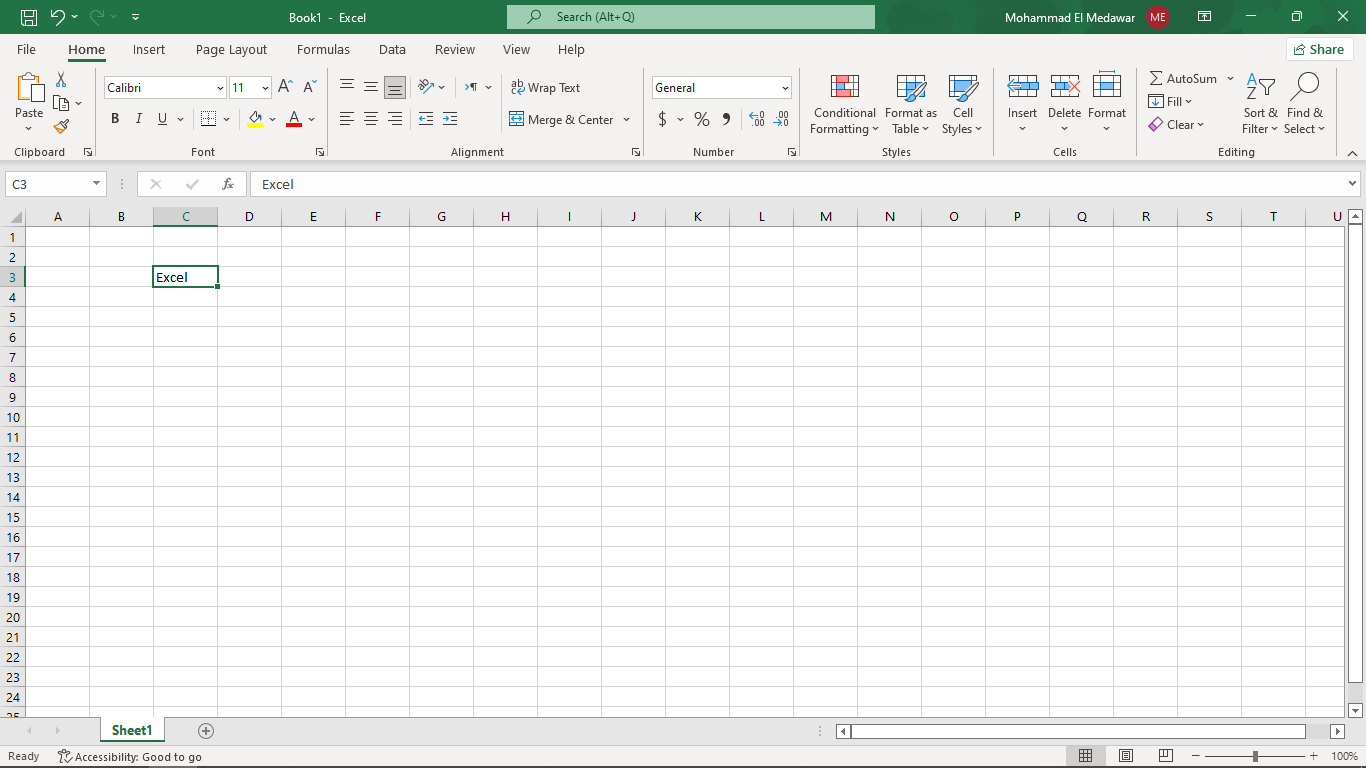 Book1 - Excel
Search (Alt+Q)
Mohammad El Medawar
ME
File Home Insert Page Layout Formulas Data Review View Help
Share
Paste
Clipboard
Calibri 11
B I U
Font
Wrap Text
Merge & Center
Alignment
General
$ % 9 .00 .00
Number
Conditional Formatting
Format as Table
Cell Styles
Styles
Insert
Delete
Format
Cells
AutoSum
Fill
Clear
Sort & Filter
Find & Select
Editing
C3
fx
Excel
A B C D E F G H I J K L M N O P Q R S T U
1
2
3 Excel
4
5
6
7
8
9
10
11
12
13
14
15
16
17
18
19
20
21
22
23
24
25
Sheet1
Ready
Accessibility: Good to go
100%